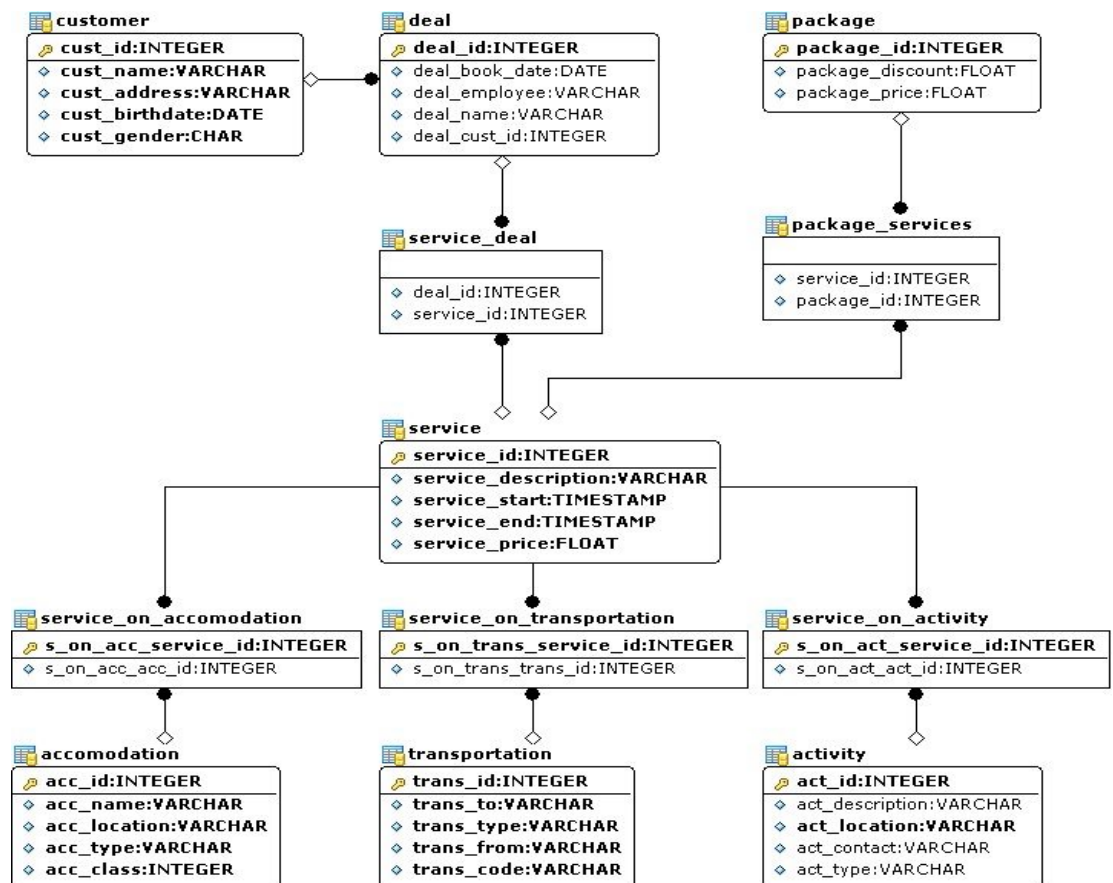 customer
cust_id:INTEGER
cust_name:VARCHAR
cust_address:VARCHAR
cust_birthdate:DATE
cust_gender:CHAR
deal
deal_id:INTEGER
deal_book_date:DATE
deal_employee:VARCHAR
deal_name:VARCHAR
deal_cust_id:INTEGER
package
package_id:INTEGER
package_discount:FLOAT
package_price:FLOAT
service_deal
deal_id:INTEGER
service_id:INTEGER
package_services
service_id:INTEGER
package_id:INTEGER
service
service_id:INTEGER
service_description:VARCHAR
service_start:TIMESTAMP
service_end:TIMESTAMP
service_price:FLOAT
service_on_accomodation
s_on_acc_service_id:INTEGER
s_on_acc_acc_id:INTEGER
service_on_transportation
s_on_trans_service_id:INTEGER
s_on_trans_trans_id:INTEGER
service_on_activity
s_on_act_service_id:INTEGER
s_on_act_act_id:INTEGER
accomodation
acc_id:INTEGER
acc_name:VARCHAR
acc_location:VARCHAR
acc_type:VARCHAR
acc_class:INTEGER
transportation
trans_id:INTEGER
trans_to:VARCHAR
trans_type:VARCHAR
trans_from:VARCHAR
trans_code:VARCHAR
activity
act_id:INTEGER
act_description:VARCHAR
act_location:VARCHAR
act_contact:VARCHAR
act_type:VARCHAR